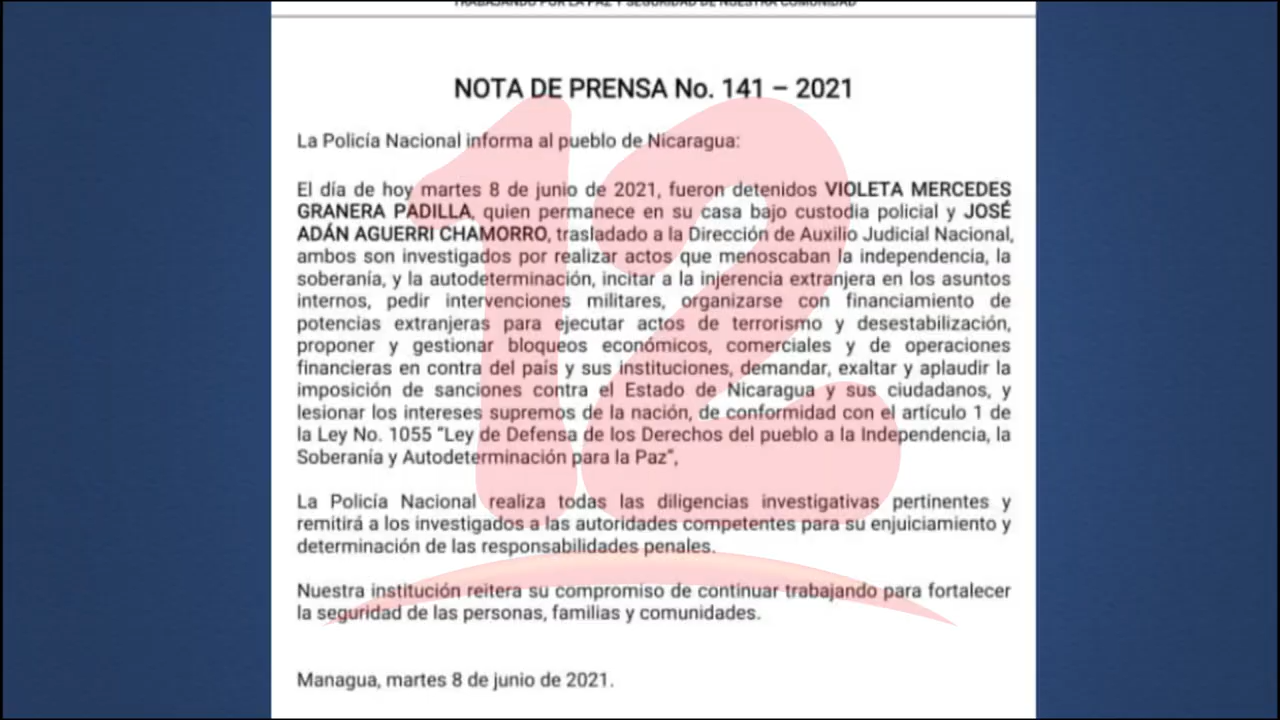 TRABAJANDO POR LA PAZ Y SEGURIDAD DE NUESTRA COMUNIDAD
NOTA DE PRENSA No. 141 – 2021
La Policía Nacional informa al pueblo de Nicaragua:
El día de hoy martes 8 de junio de 2021, fueron detenidos VIOLETA MERCEDES
GRANERA PADILLA, quien permanece en su casa bajo custodia policial y JOSÉ
ADÁN AGUERRI CHAMORRO, trasladado a la Dirección de Auxilio Judicial Nacional,
ambos son investigados por realizar actos que menoscaban la independencia, la
soberanía, y la autodeterminación, incitar a la injerencia extranjera en los asuntos
internos, pedir intervenciones militares, organizarse con financiamiento de
potencias extranjeras para ejecutar actos de terrorismo y desestabilización,
proponer y gestionar bloqueos económicos, comerciales y de operaciones
financieras en contra del país y sus instituciones, demandar, exaltar y aplaudir la
imposición de sanciones contra el Estado de Nicaragua y sus ciudadanos, y
lesionar los intereses supremos de la nación, de conformidad con el artículo 1 de
la Ley No. 1055 “Ley de Defensa de los Derechos del pueblo a la Independencia, la
Soberanía y Autodeterminación para la Paz”,
La Policía Nacional realiza todas las diligencias investigativas pertinentes y
remitirá a los investigados a las autoridades competentes para su enjuiciamiento y
determinación de las responsabilidades penales.
Nuestra institución reitera su compromiso de continuar trabajando para fortalecer
la seguridad de las personas, familias y comunidades.
Managua, martes 8 de junio de 2021.
12